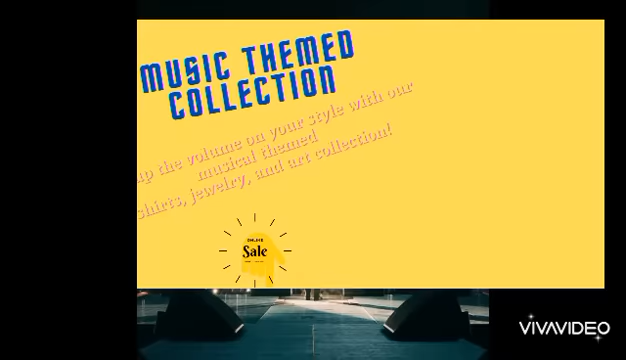 MUSIC THEMED
COLLECTION
up the volume on your style with our
musical themed
shirts, jewelry, and art collection!
ONLINE
Sale
VIVAVIDEO